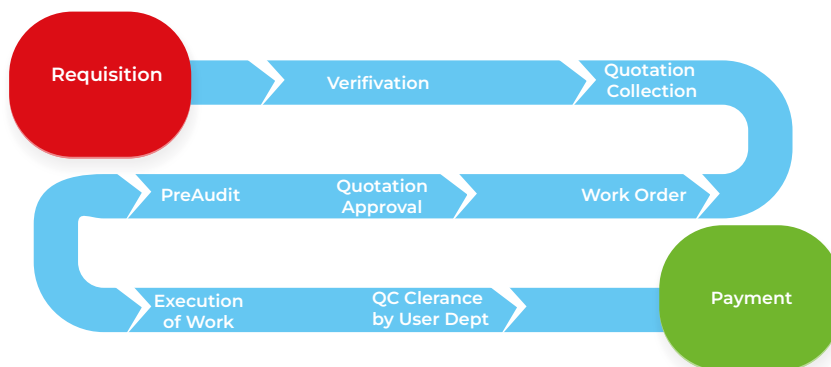 Requisition
Verifivation
Quotation
Collection
PreAudit
Quotation
Approval
Work Order
Execution
of Work
QC Clerance
by User Dept
Payment